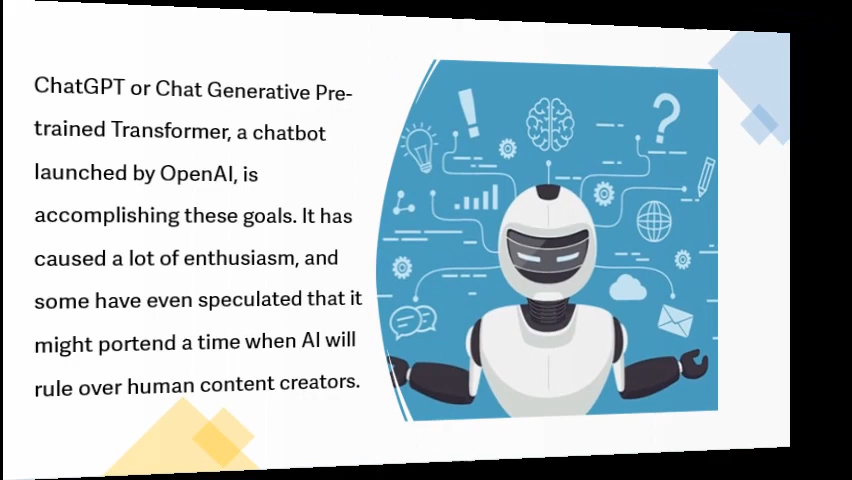 ChatGPT or Chat Generative Pre-
trained Transformer, a chatbot
launched by OpenAI, is
accomplishing these goals. It has
caused a lot of enthusiasm, and
some have even speculated that it
might portend a time when AI will
rule over human content creators.